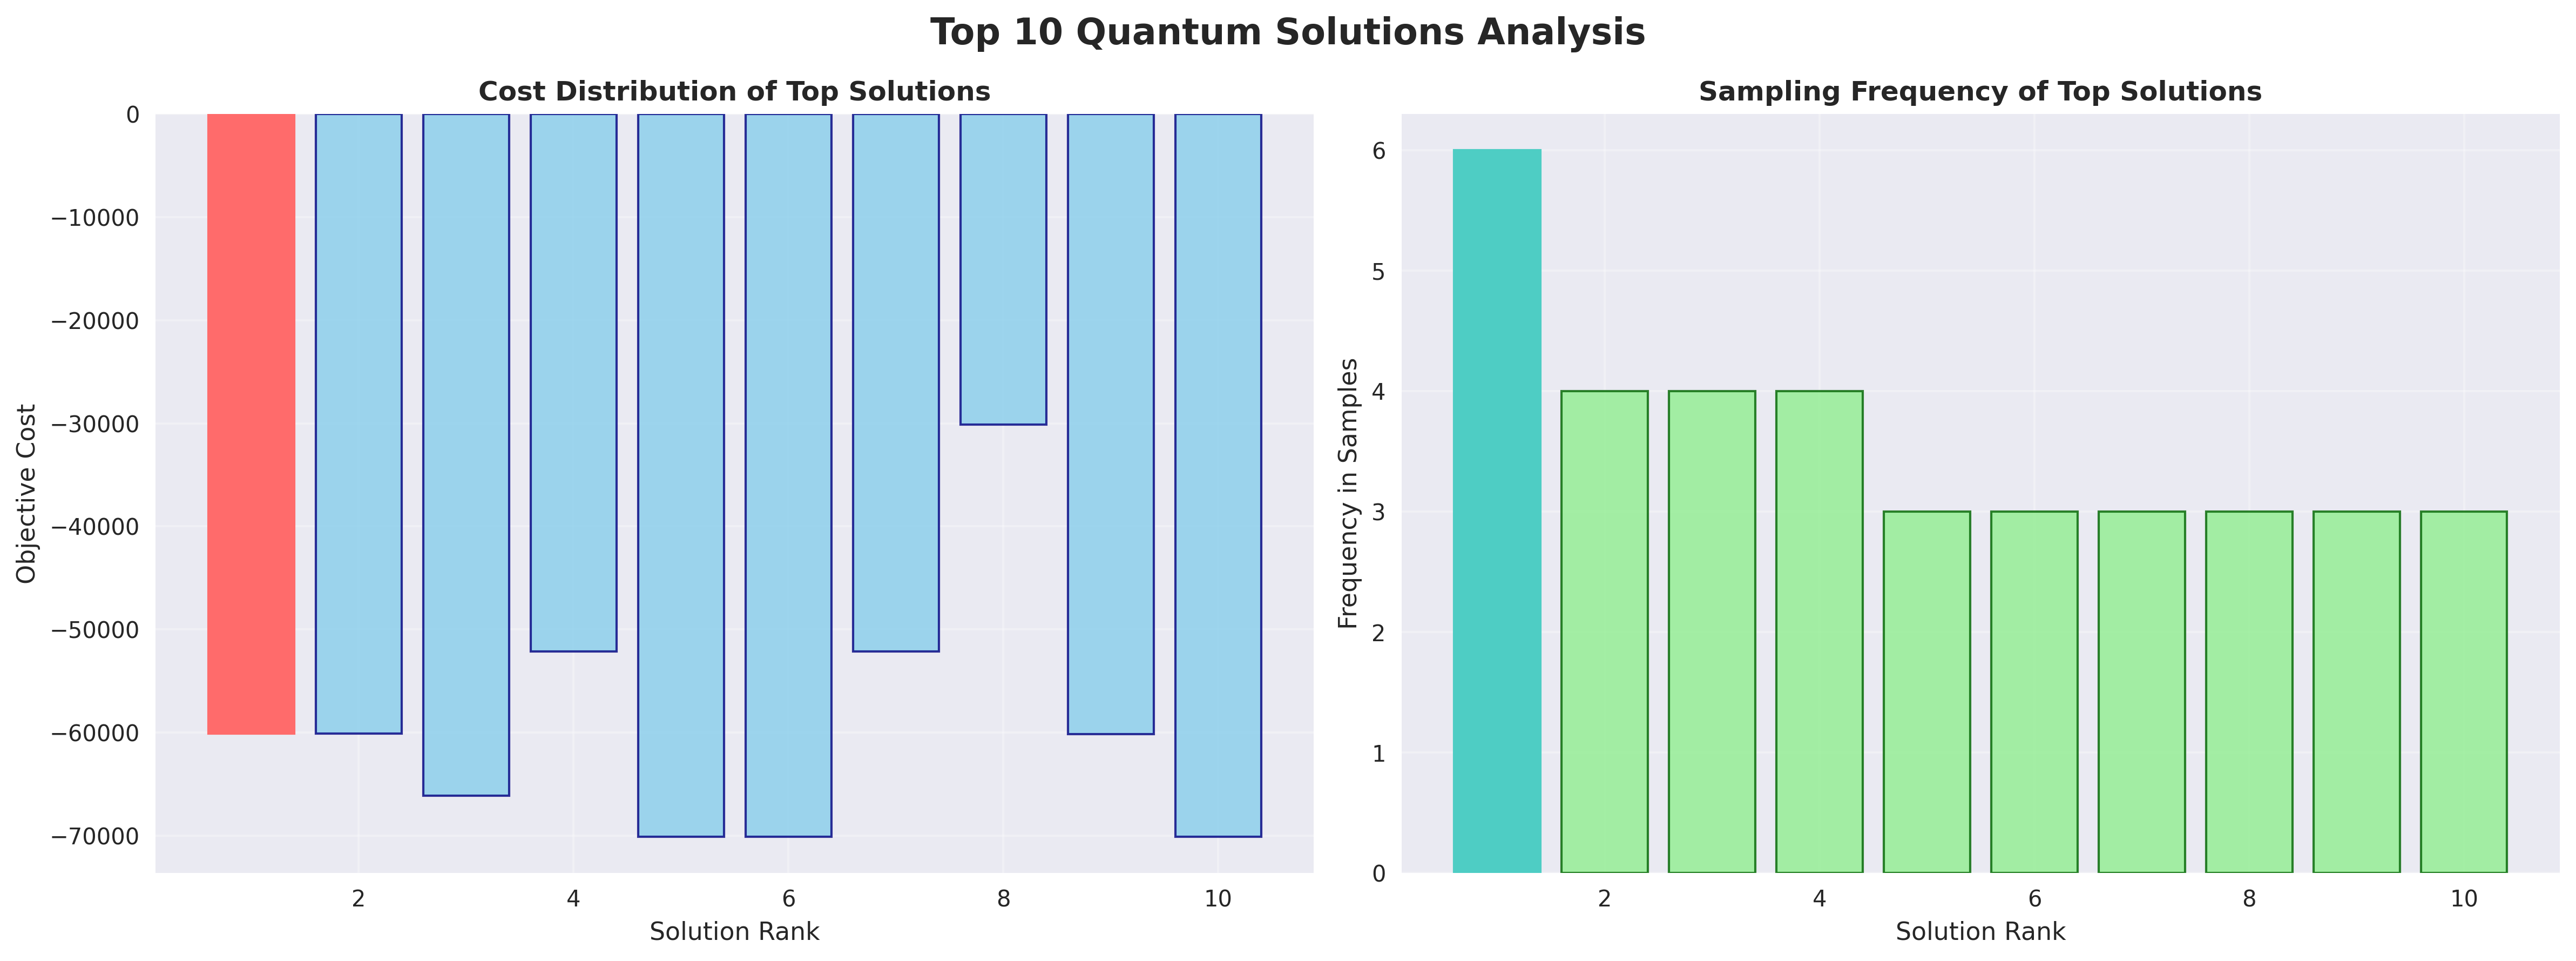 Top 10 Quantum Solutions Analysis
Cost Distribution of Top Solutions
0
−10000
−20000
−30000
−40000
−50000
−60000
−70000
Objective Cost
2 4 6 8 10
Solution Rank
Sampling Frequency of Top Solutions
6
5
4
3
2
1
0
Frequency in Samples
2 4 6 8 10
Solution Rank